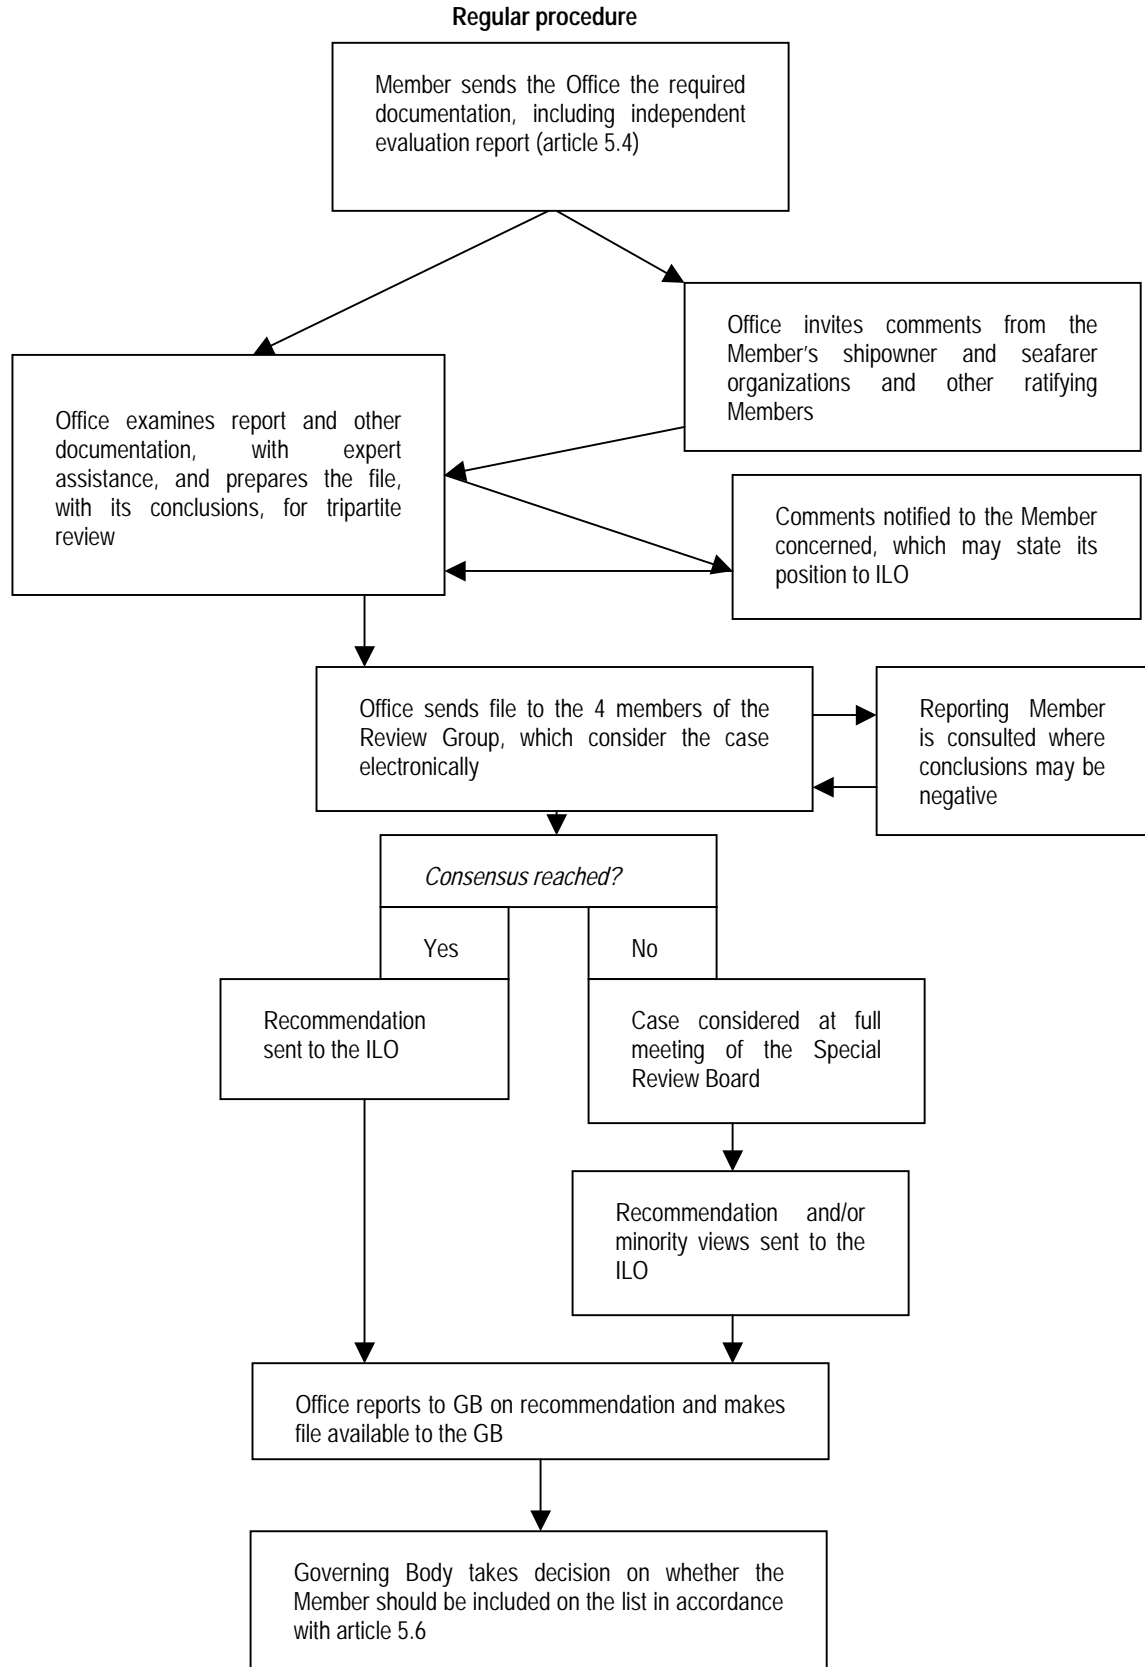 Regular procedure
Member sends the Office the required
documentation, including independent
evaluation report (article 5.4)
Office invites comments from the
Member's shipowner and seafarer
organizations and other ratifying
Members
Office examines report and other
documentation, with expert
assistance, and prepares the file,
with its conclusions, for tripartite
review
Comments notified to the Member
concerned, which may state its
position to ILO
Office sends file to the 4 members of the
Review Group, which consider the case
electronically
Reporting Member
is consulted where
conclusions may be
negative
Consensus reached?
Yes
No
Recommendation
sent to the ILO
Case considered at full
meeting of the Special
Review Board
Recommendation and/or
minority views sent to the
ILO
Office reports to GB on recommendation and makes
file available to the GB
Governing Body takes decision on whether the
Member should be included on the list in accordance
with article 5.6